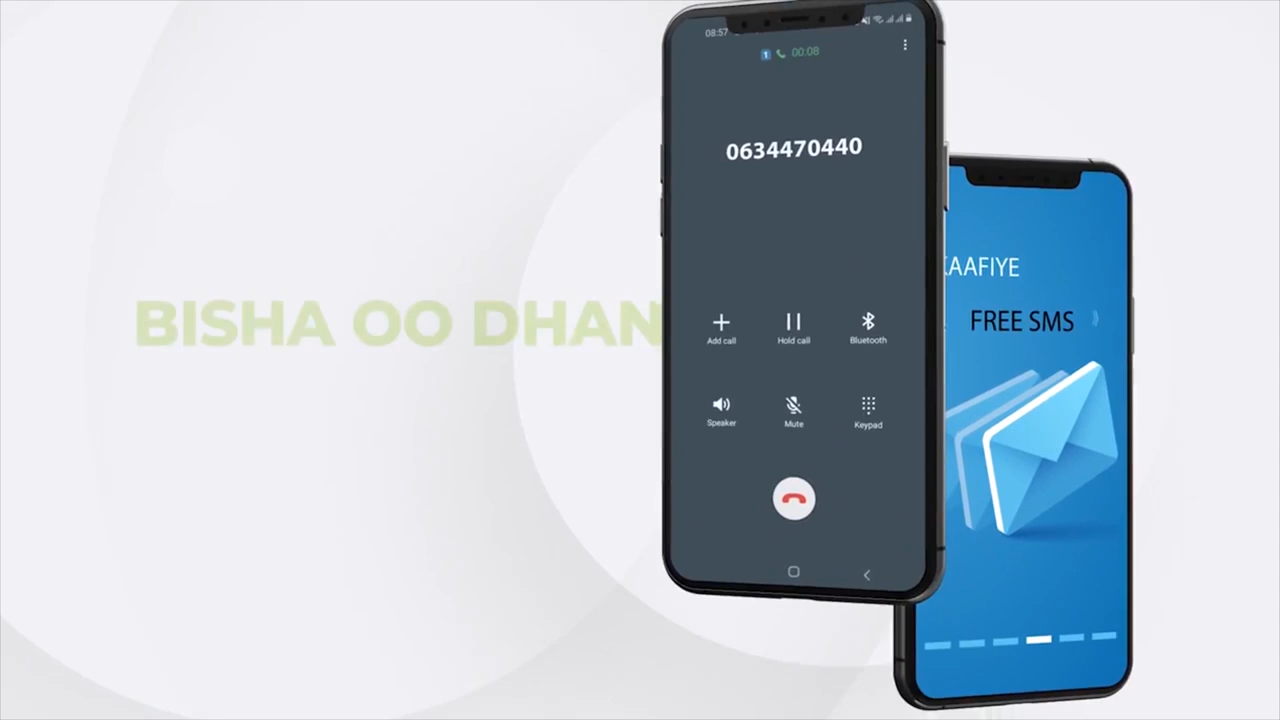 08:57
1 00:08
0634470440
BISHA OO DHAN
Add call
Hold call
Bluetooth
Speaker
Mute
Keypad
KAAFIYE
FREE SMS